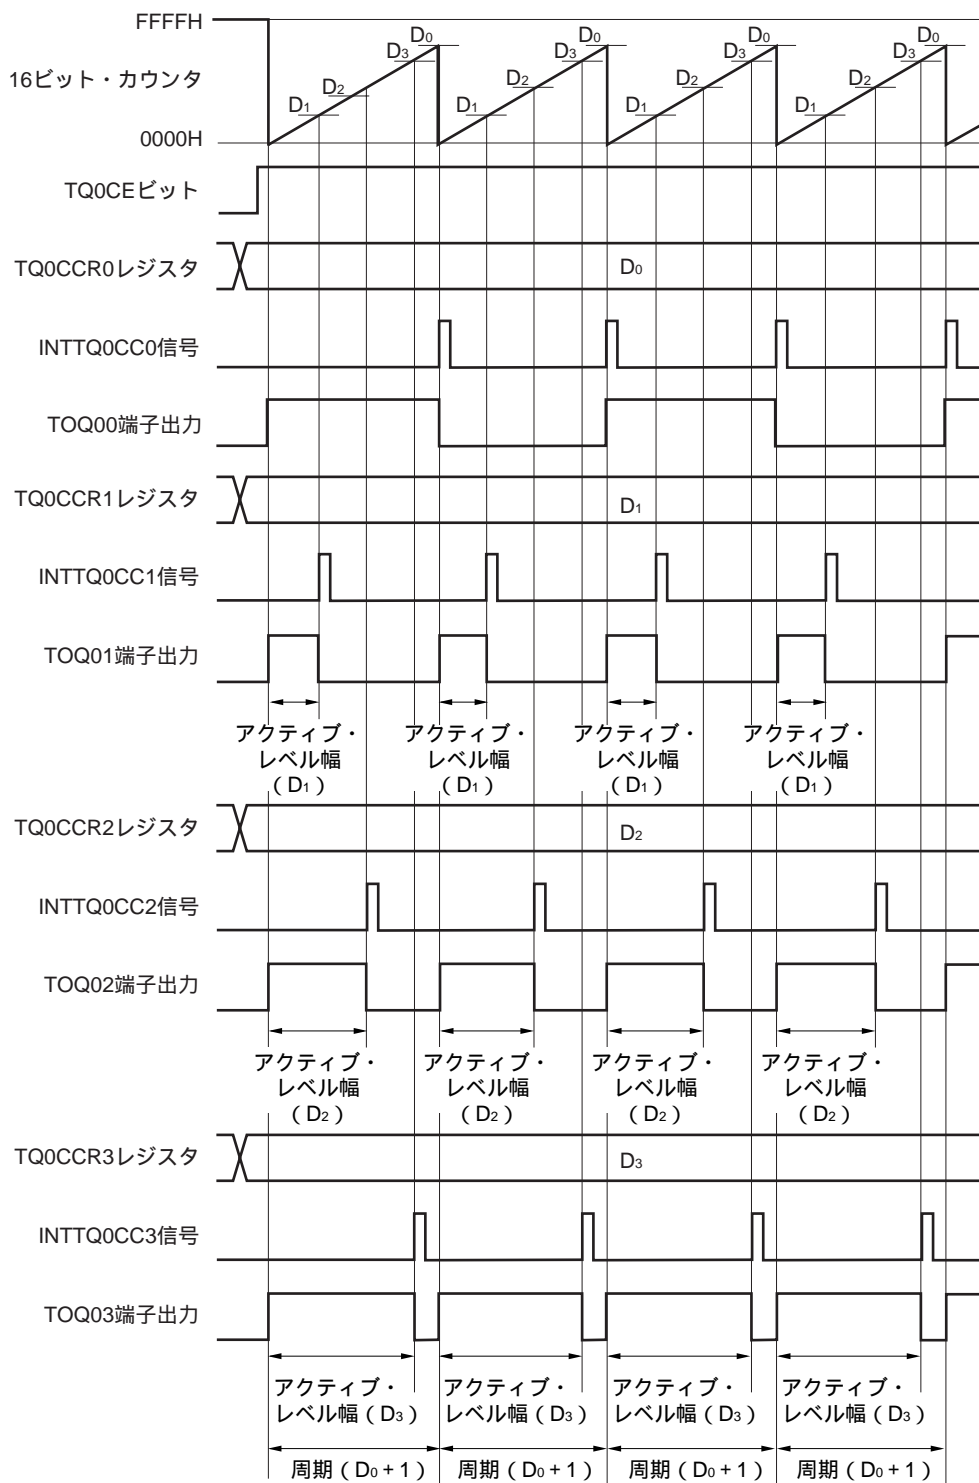 FFFFH
D0 D0 D0 D0
D3 D3 D3 D3
16ビット・カウンタ
D2 D2 D2 D2
D1 D1 D1 D1
0000H
TQ0CEビット
TQ0CCR0レジスタ D0
INTTQ0CC0信号
TOQ00端子出力
TQ0CCR1レジスタ D1
INTTQ0CC1信号
TOQ01端子出力
アクティブ・ アクティブ・ アクティブ・ アクティブ・
レベル幅 レベル幅 レベル幅 レベル幅
（D1） （D1） （D1） （D1）
TQ0CCR2レジスタ D2
INTTQ0CC2信号
TOQ02端子出力
アクティブ・ アクティブ・ アクティブ・ アクティブ・
レベル幅 レベル幅 レベル幅 レベル幅
（D2） （D2） （D2） （D2）
TQ0CCR3レジスタ D3
INTTQ0CC3信号
TOQ03端子出力
アクティブ・ アクティブ・ アクティブ・ アクティブ・
レベル幅（D3） レベル幅（D3） レベル幅（D3） レベル幅（D3）
周期（D0+1） 周期（D0+1） 周期（D0+1） 周期（D0+1）